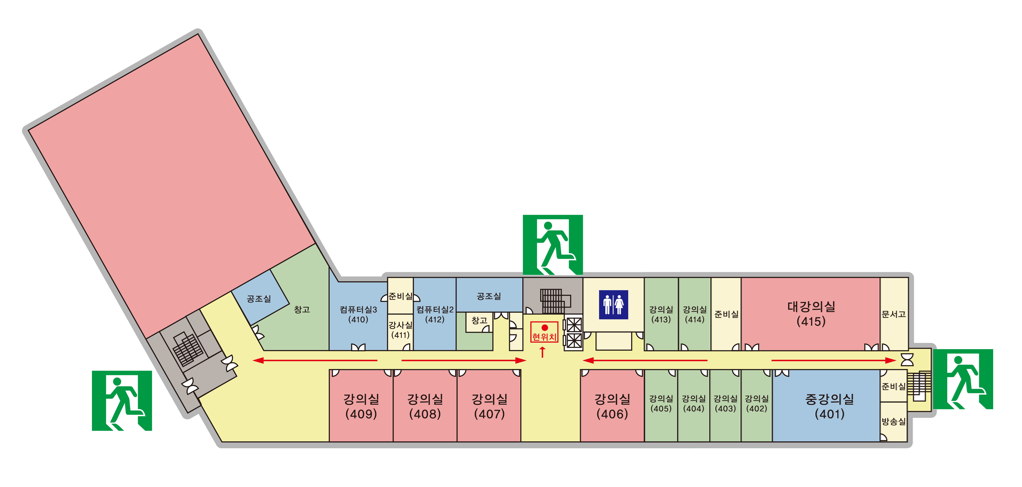 공조실
창고
컴퓨터실3
(410)
준비실
강사실
(411)
컴퓨터실2
(412)
공조실
창고
현위치
강의실
(413)
강의실
(414)
준비실
대강의실
(415)
문서고
강의실
(409)
강의실
(408)
강의실
(407)
강의실
(406)
강의실
(405)
강의실
(404)
강의실
(403)
강의실
(402)
중강의실
(401)
준비실
방송실